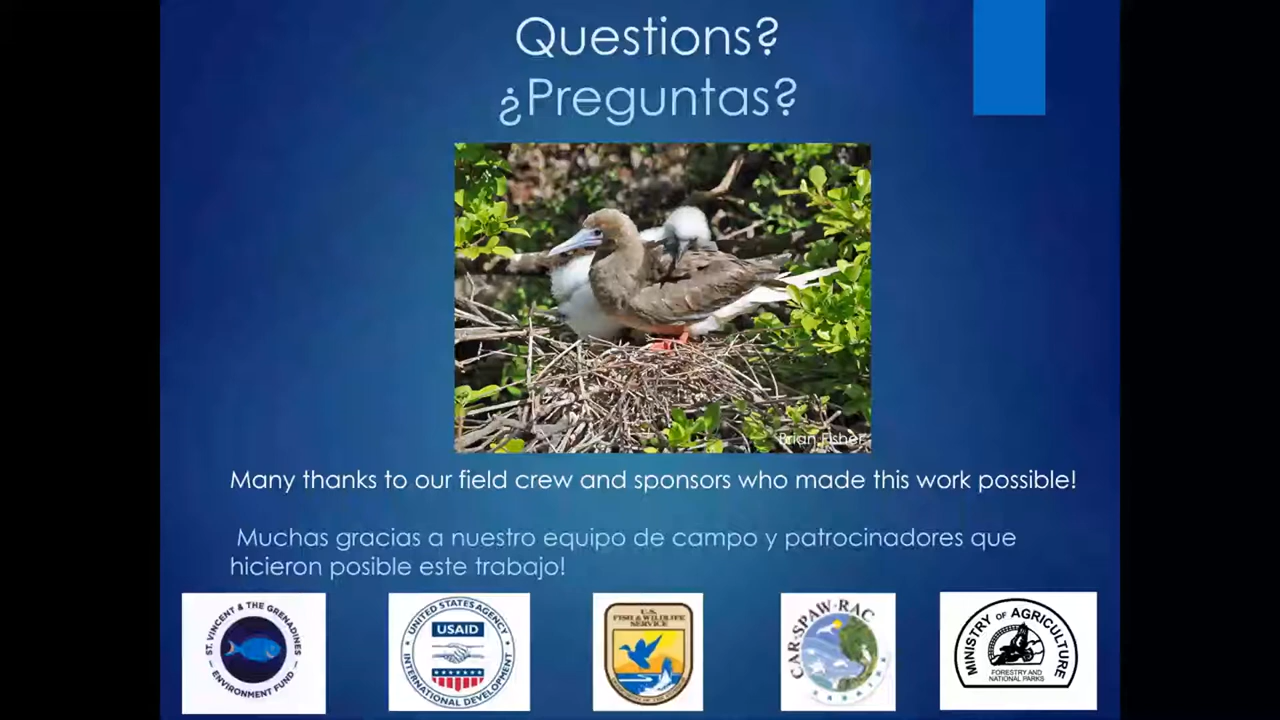 Questions?
¿Preguntas?
Brian Fisher
Many thanks to our field crew and sponsors who made this work possible!
Muchas gracias a nuestro equipo de campo y patrocinadores que
hicieron posible este trabajo!
ST. VINCENT & THE GRENADINES
ENVIRONMENT FUND
UNITED STATES AGENCY
USAID
INTERNATIONAL DEVELOPMENT
U.S.
FISH & WILDLIFE
SERVICE
CAR-SPAW-RAC
MINISTRY OF AGRICULTURE
FORESTRY AND
NATIONAL PARKS